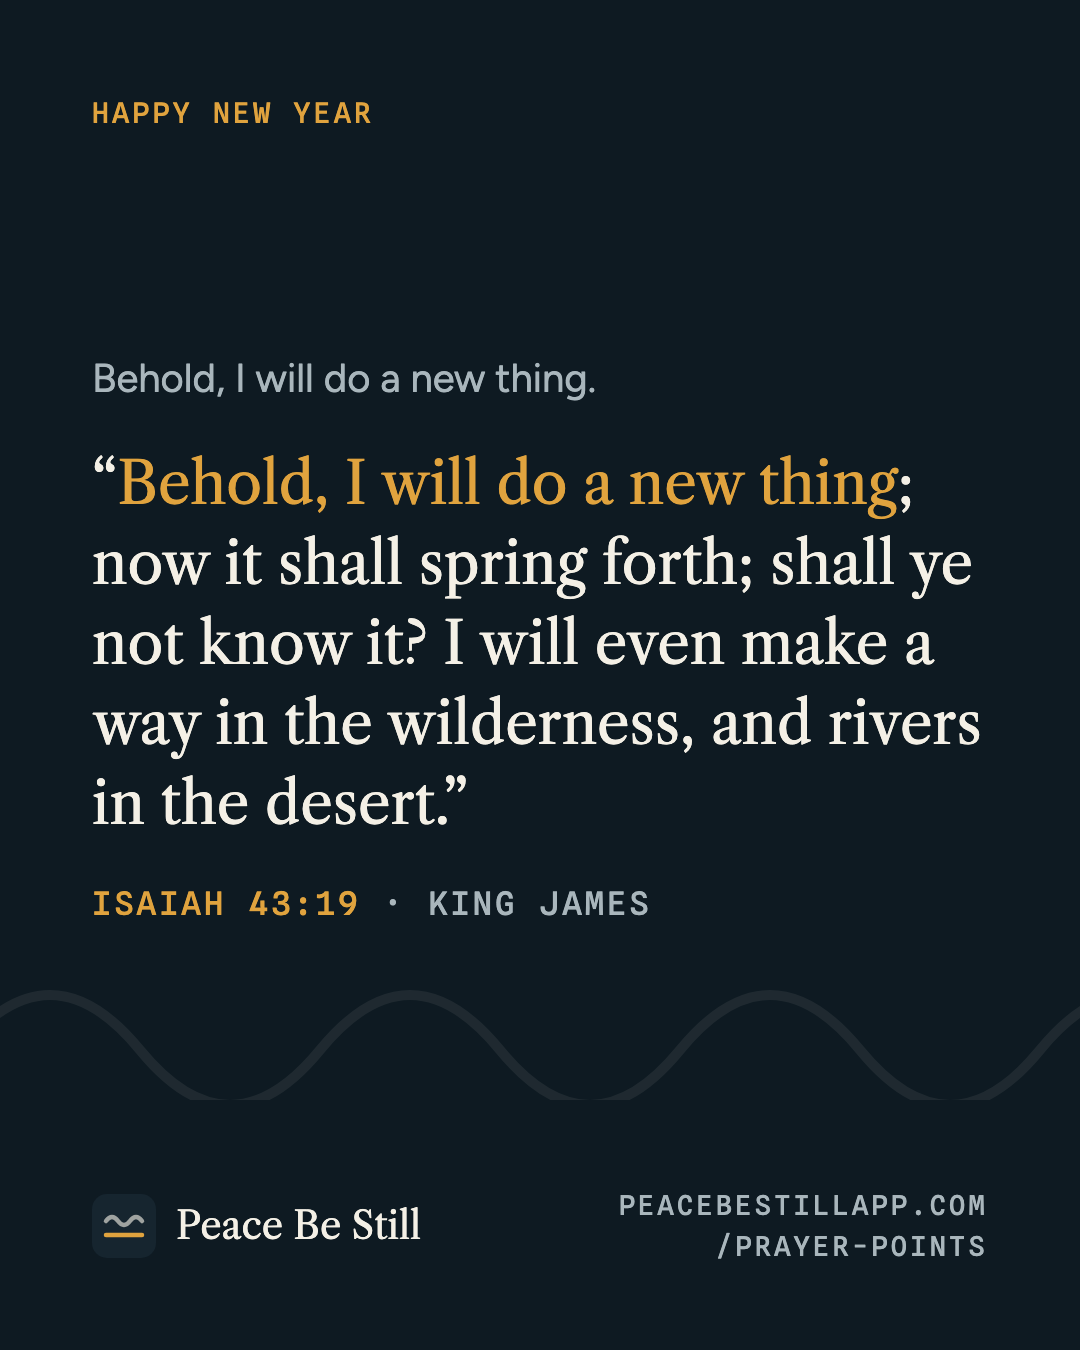 HAPPY NEW YEAR
Behold, I will do a new thing.
“Behold, I will do a new thing;
now it shall spring forth; shall ye
not know it? I will even make a
way in the wilderness, and rivers
in the desert.”
ISAIAH 43:19 · KING JAMES
Peace Be Still
PEACEBESTILLAPP.COM
/PRAYER-POINTS